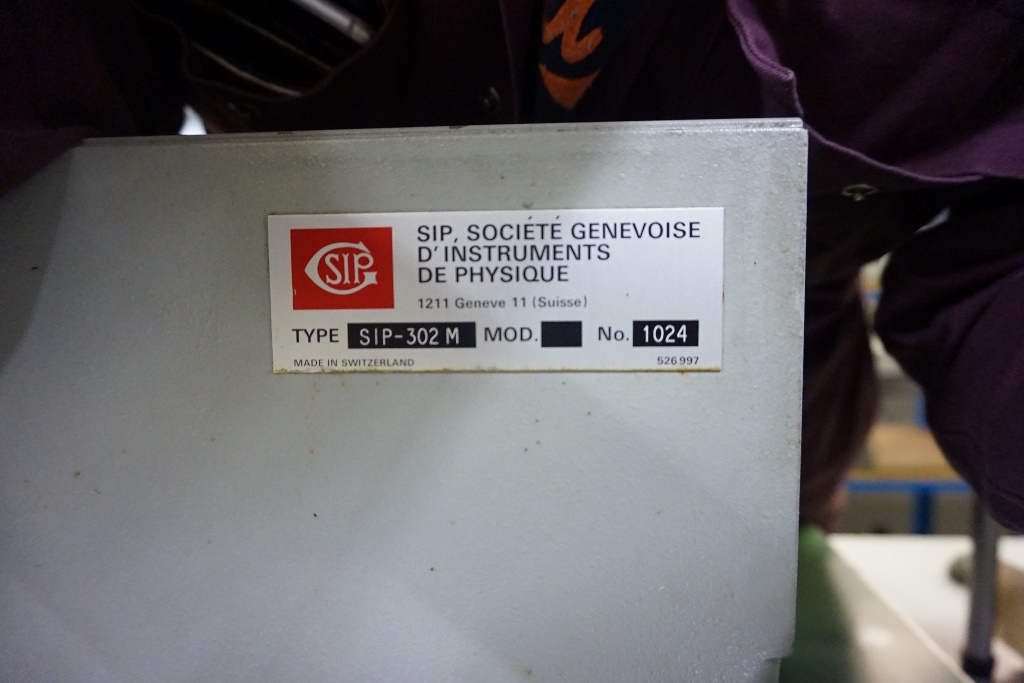 SIP
SIP, SOCIÉTÉ GENEVOISE
D'INSTRUMENTS
DE PHYSIQUE
1211 Geneve 11 (Suisse)
TYPE SIP-302 M MOD. No. 1024
MADE IN SWITZERLAND 526 997